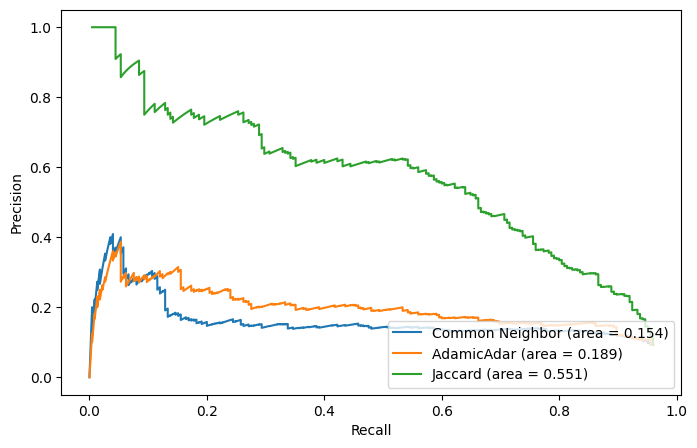 1.0
0.8
0.6
0.4
0.2
0.0
Precision
0.0 0.2 0.4 0.6 0.8 1.0
Recall
Common Neighbor (area = 0.154)
AdamicAdar (area = 0.189)
Jaccard (area = 0.551)